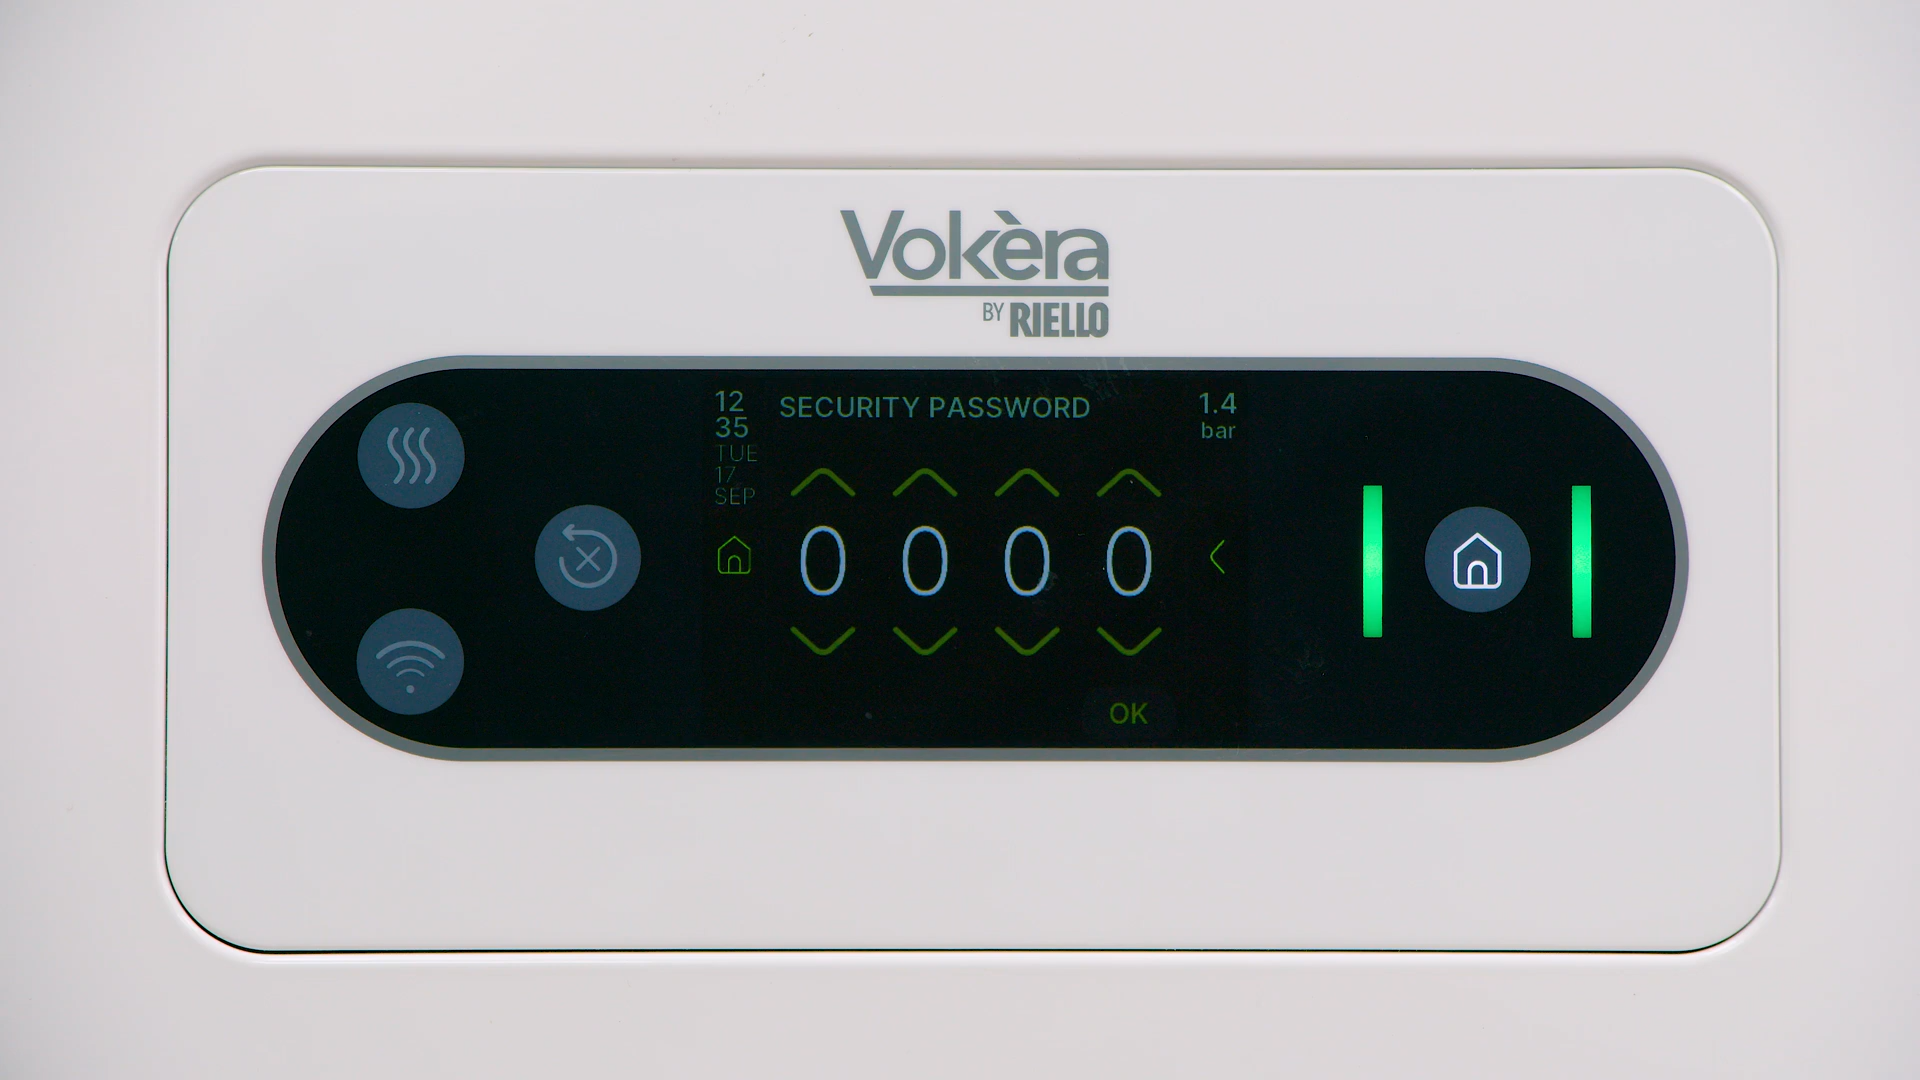 Vokèra
BY RIELLO
12
35
TUE
17
SEP
SECURITY PASSWORD
1.4
bar
0 0 0 0
OK